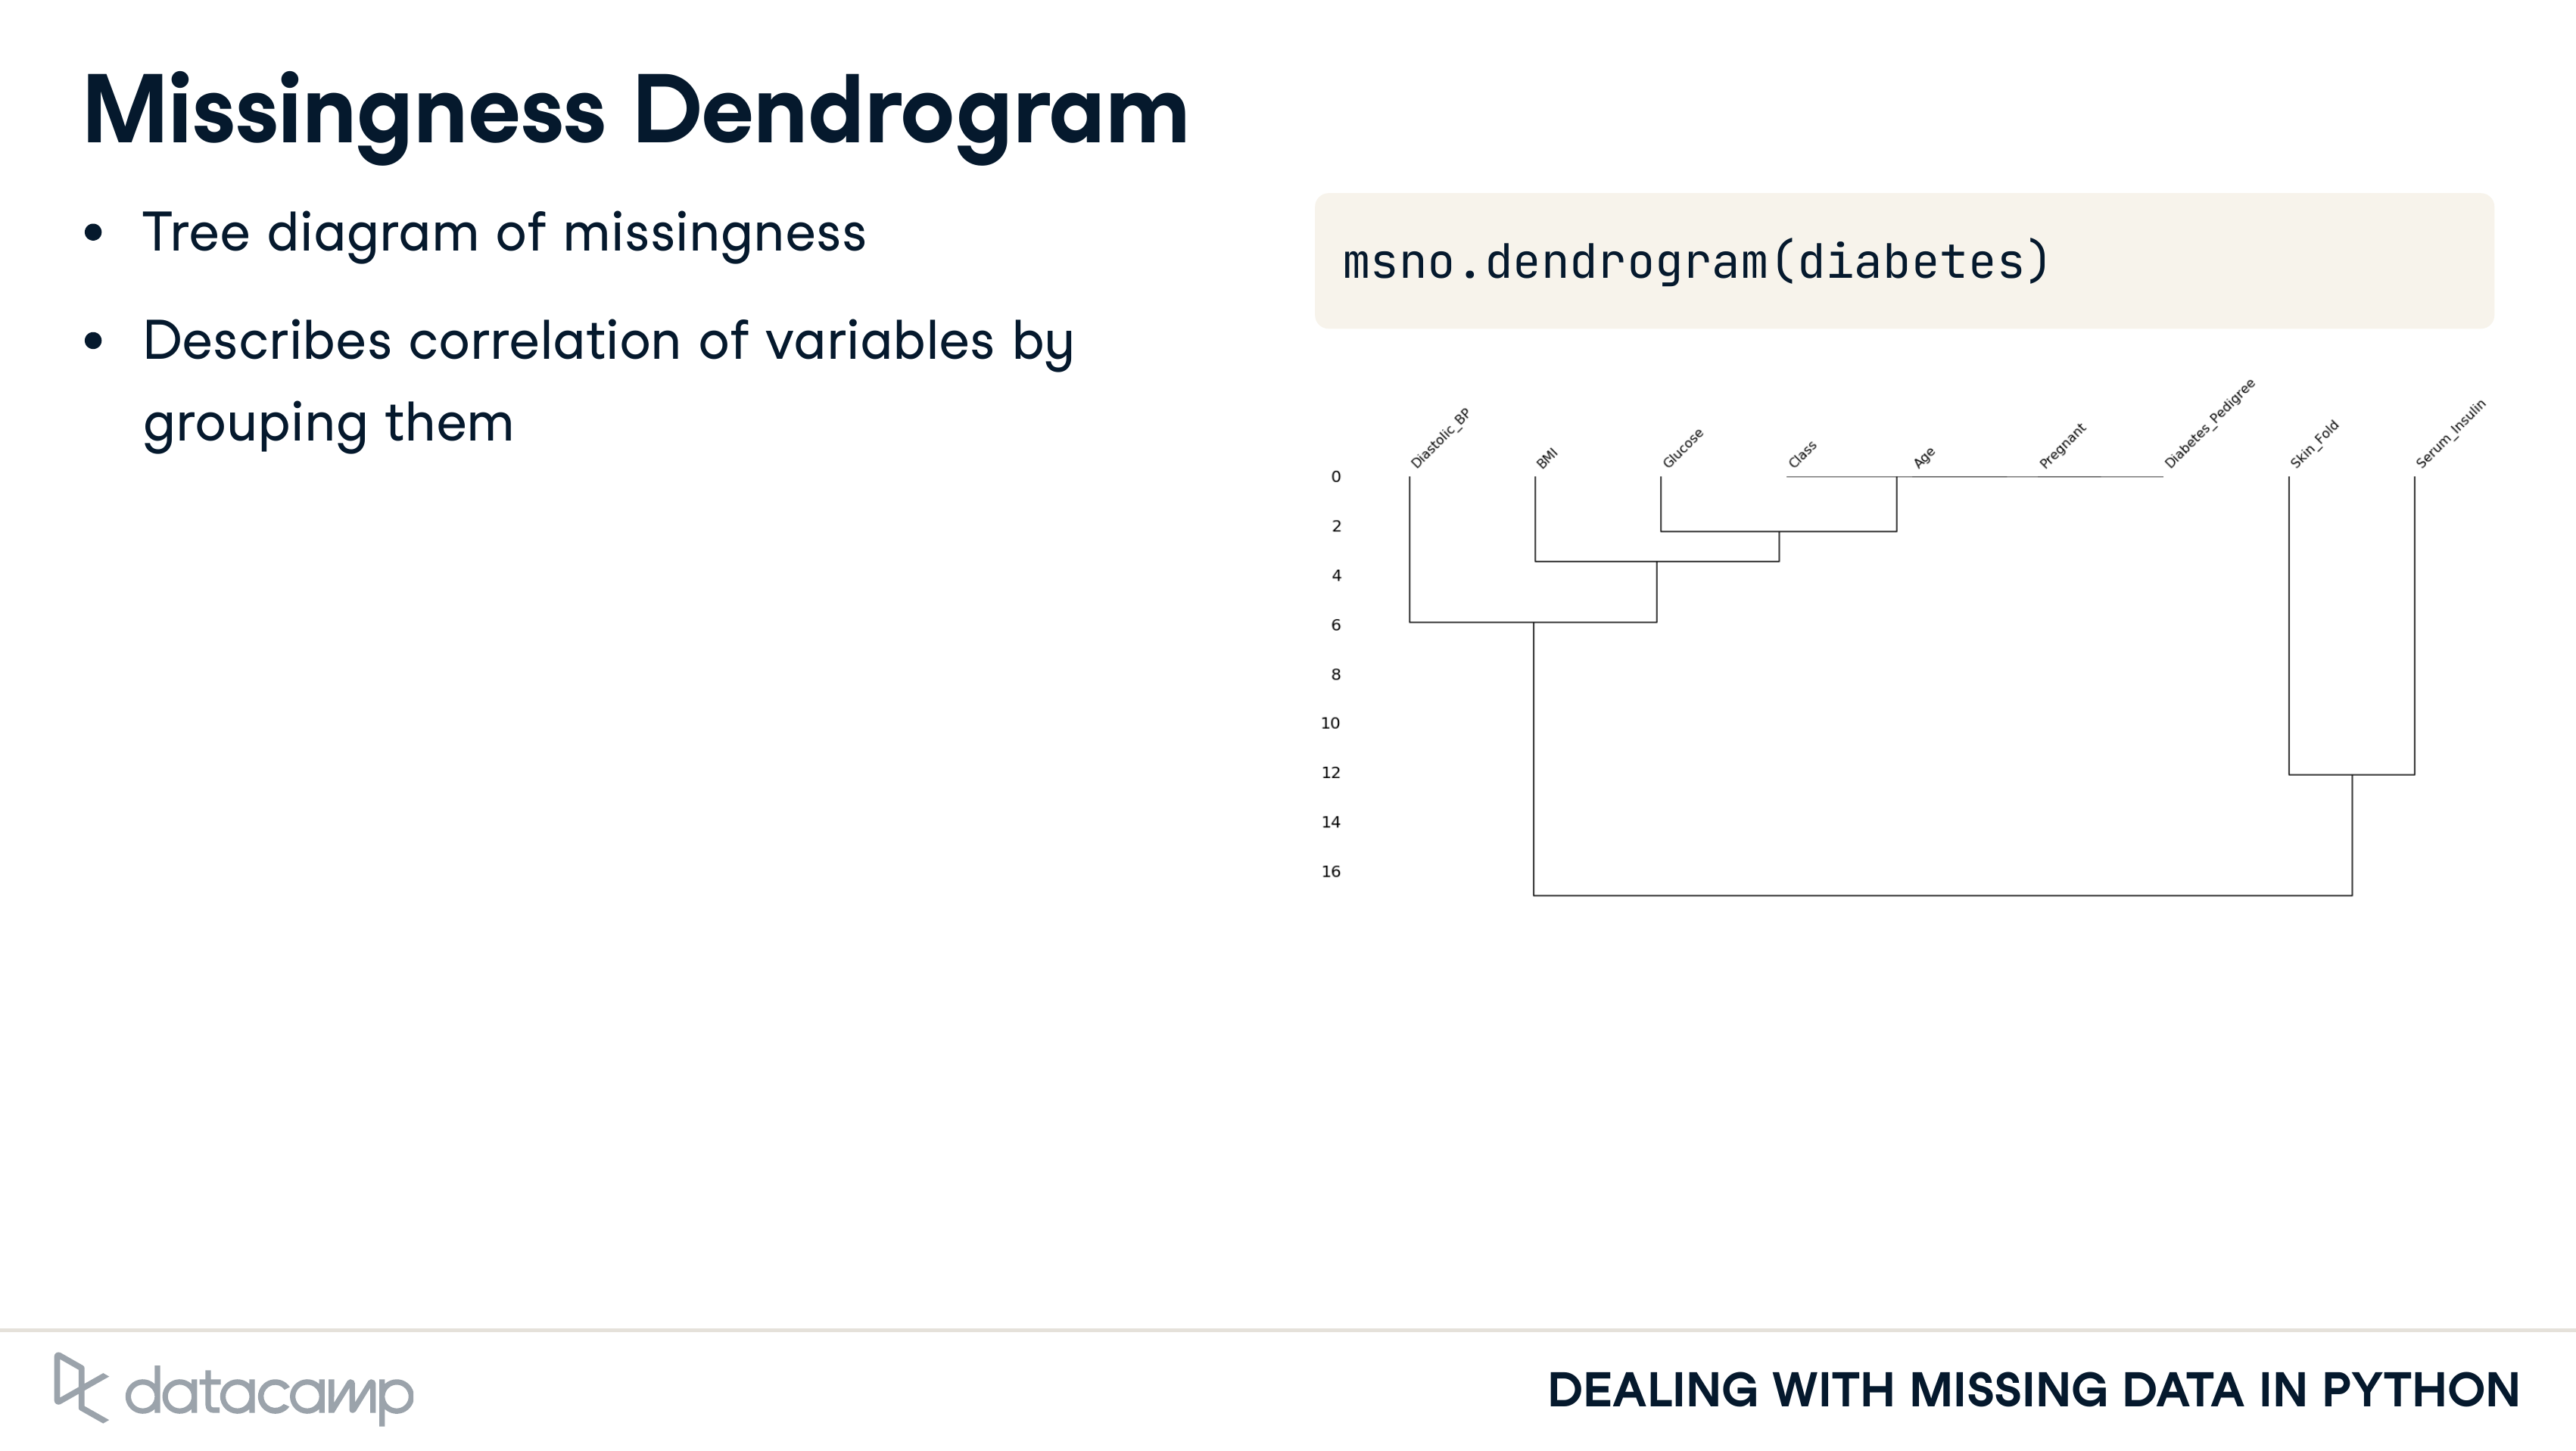 Missingness Dendrogram
• Tree diagram of missingness
• Describes correlation of variables by
grouping them
msno.dendrogram(diabetes)
Diastolic_BP
BMI
Glucose
Class
Age
Pregnant
Diabetes_Pedigree
Skin_Fold
Serum_Insulin
0
2
4
6
8
10
12
14
16
datacamp
DEALING WITH MISSING DATA IN PYTHON